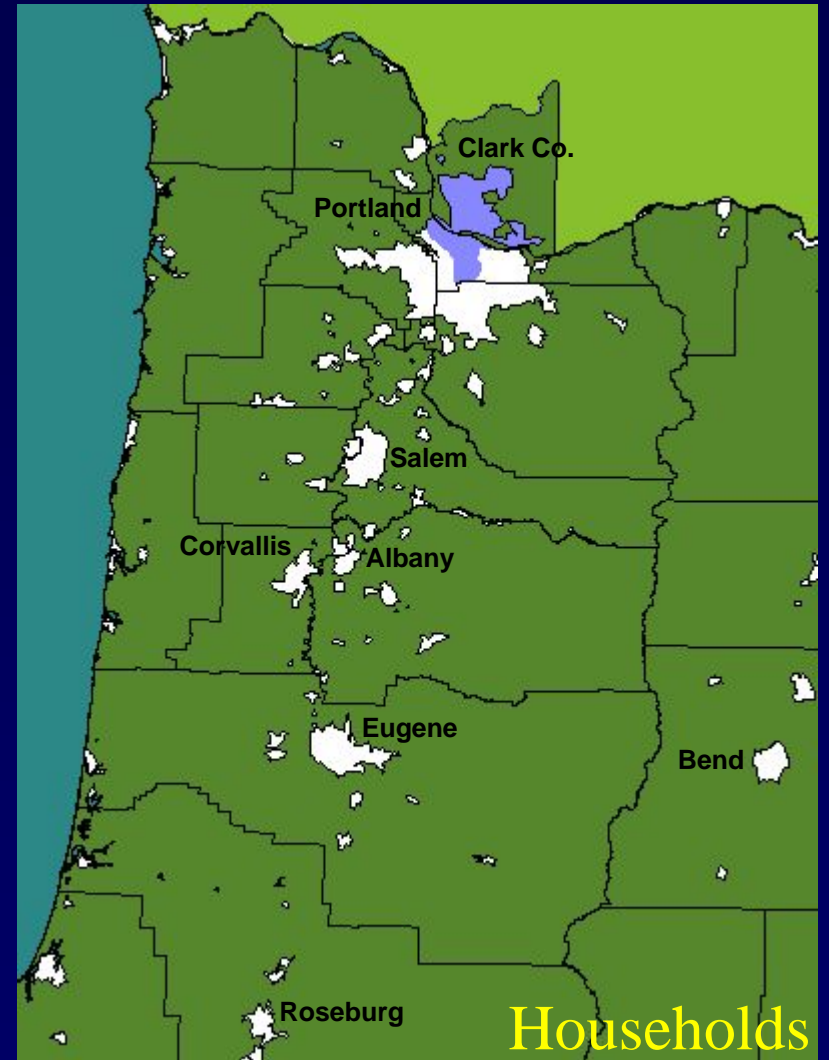 Clark Co.
Portland
Salem
Corvallis
Albany
Eugene
Bend
Roseburg
Households